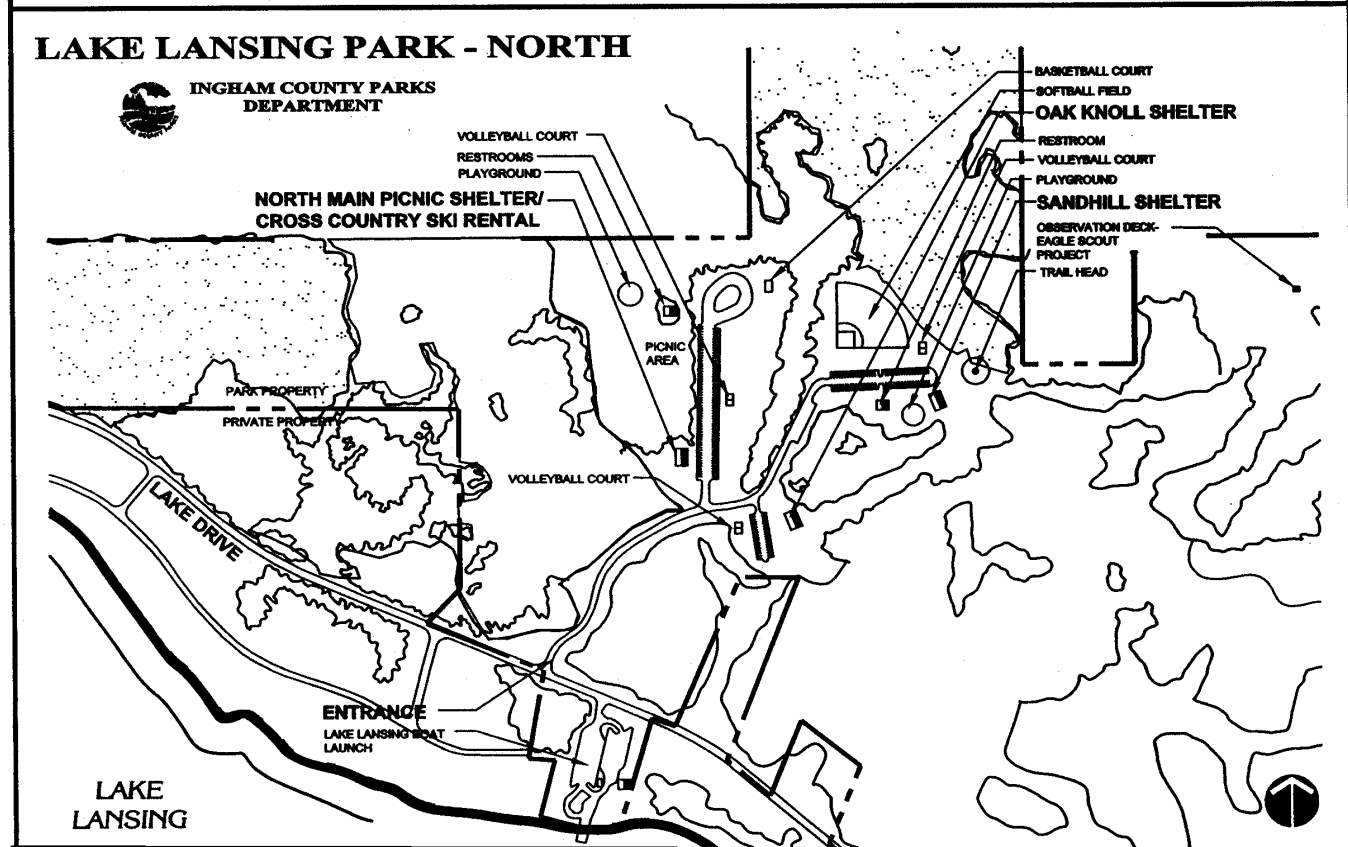 LAKE LANSING PARK - NORTH
INGHAM COUNTY PARKS
DEPARTMENT
VOLLEYBALL COURT
RESTROOMS
PLAYGROUND
NORTH MAIN PICNIC SHELTER/
CROSS COUNTRY SKI RENTAL
BASKETBALL COURT
SOFTBALL FIELD
OAK KNOLL SHELTER
RESTROOM
VOLLEYBALL COURT
PLAYGROUND
SANDHILL SHELTER
OBSERVATION DECK-
EAGLE SCOUT
PROJECT
TRAIL HEAD
PICNIC
AREA
PARK PROPERTY
PRIVATE PROPERTY
VOLLEYBALL COURT
LAKE DRIVE
ENTRANCE
LAKE LANSING BOAT
LAUNCH
LAKE
LANSING